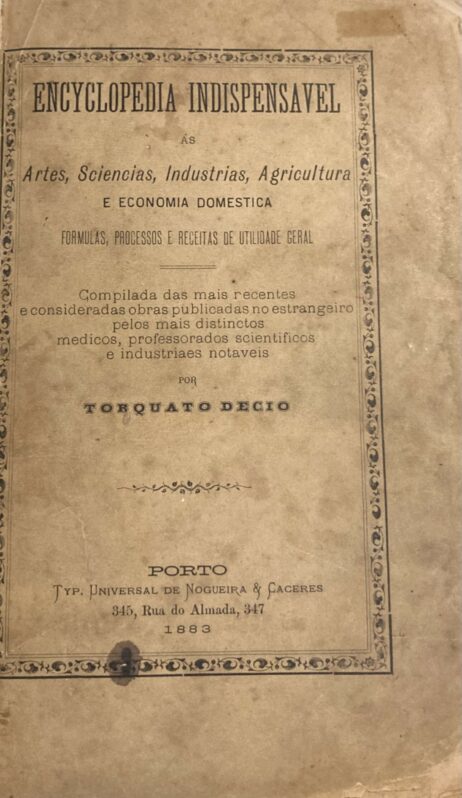 ENCYCLOPEDIA INDISPENSAVEL
ÁS
Artes, Sciencias, Industrias, Agricultura
E ECONOMIA DOMESTICA
FORMULAS, PROCESSOS E RECEITAS DE UTILIDADE GERAL
Compilada das mais recentes
e consideradas obras publicadas no estrangeiro
pelos mais distinctos
medicos, professorados scientificos
e industriaes notaveis
POR
TORQUATO DECIO
PORTO
TYP. UNIVERSAL DE NOGUEIRA & CACERES
345, Rua do Almada, 347
1883